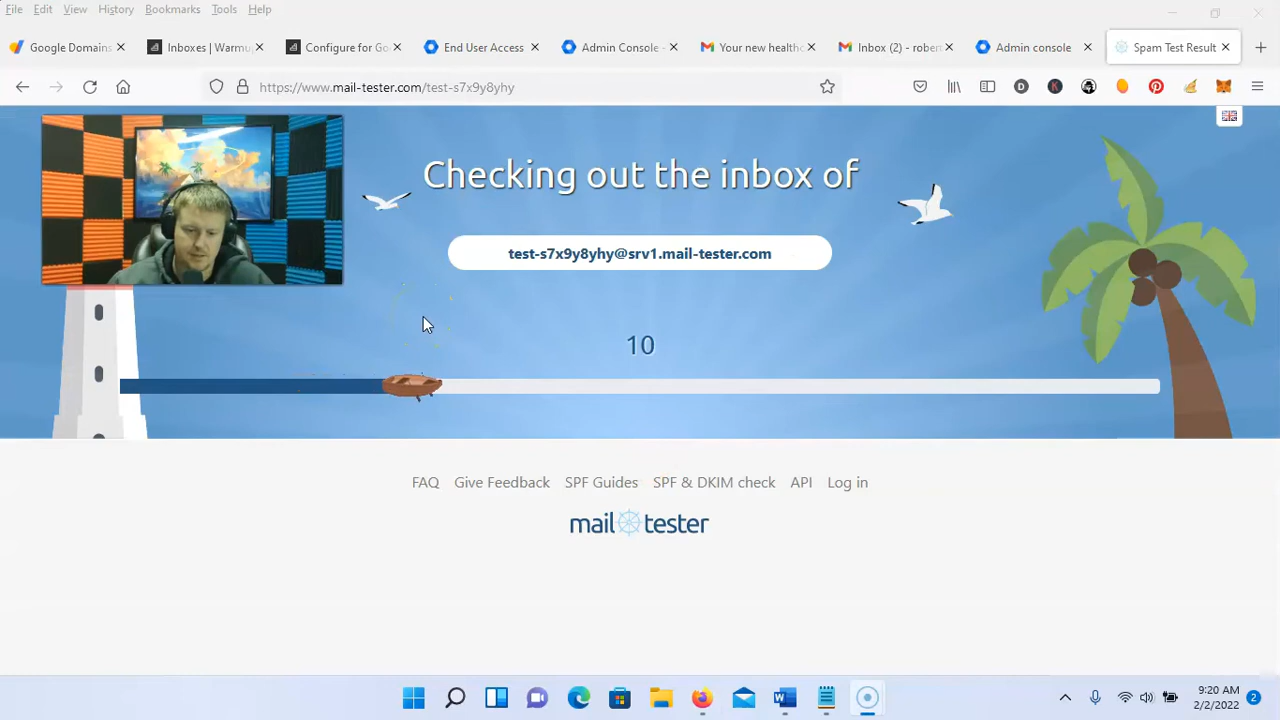 File Edit View History Bookmarks Tools Help
Google Domains Inboxes | Warmu Configure for Go End User Access Admin Console - Your new healthc Inbox (2) - rober Admin console Spam Test Result
https://www.mail-tester.com/test-s7x9y8yhy
Checking out the inbox of
test-s7x9y8yhy@srv1.mail-tester.com
10
FAQ Give Feedback SPF Guides SPF & DKIM check API Log in
mail tester
9:20 AM
2/2/2022
2